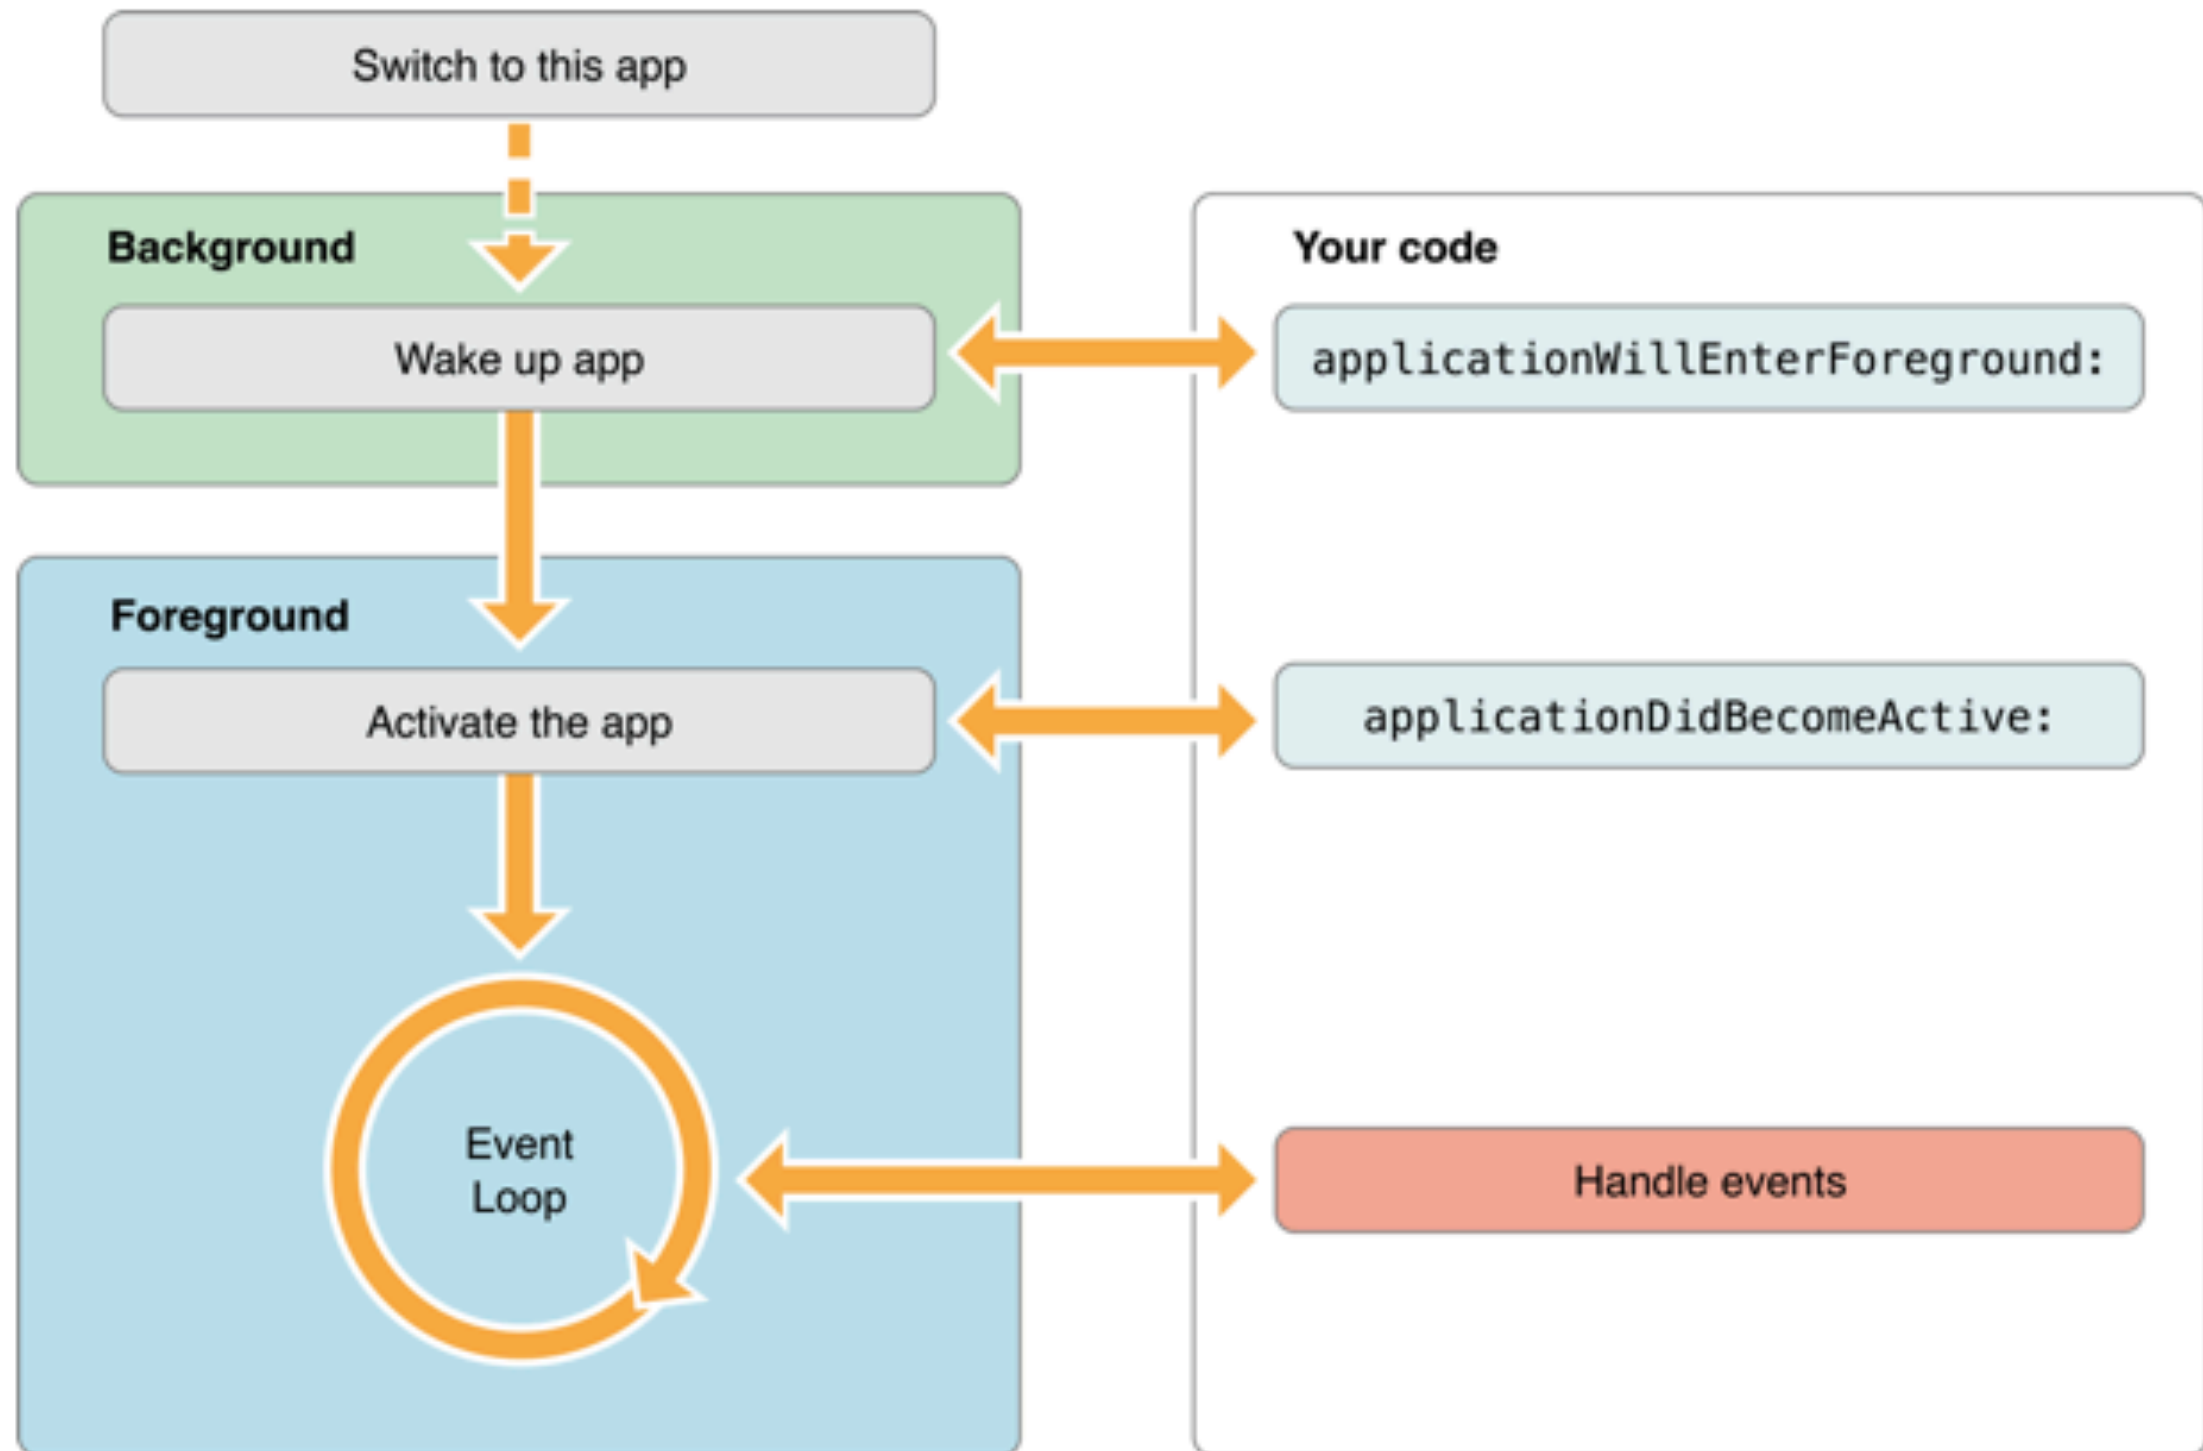 Switch to this app
Background
Your code
Wake up app
applicationWillEnterForeground:
Foreground
Activate the app
applicationDidBecomeActive:
Event
Loop
Handle events